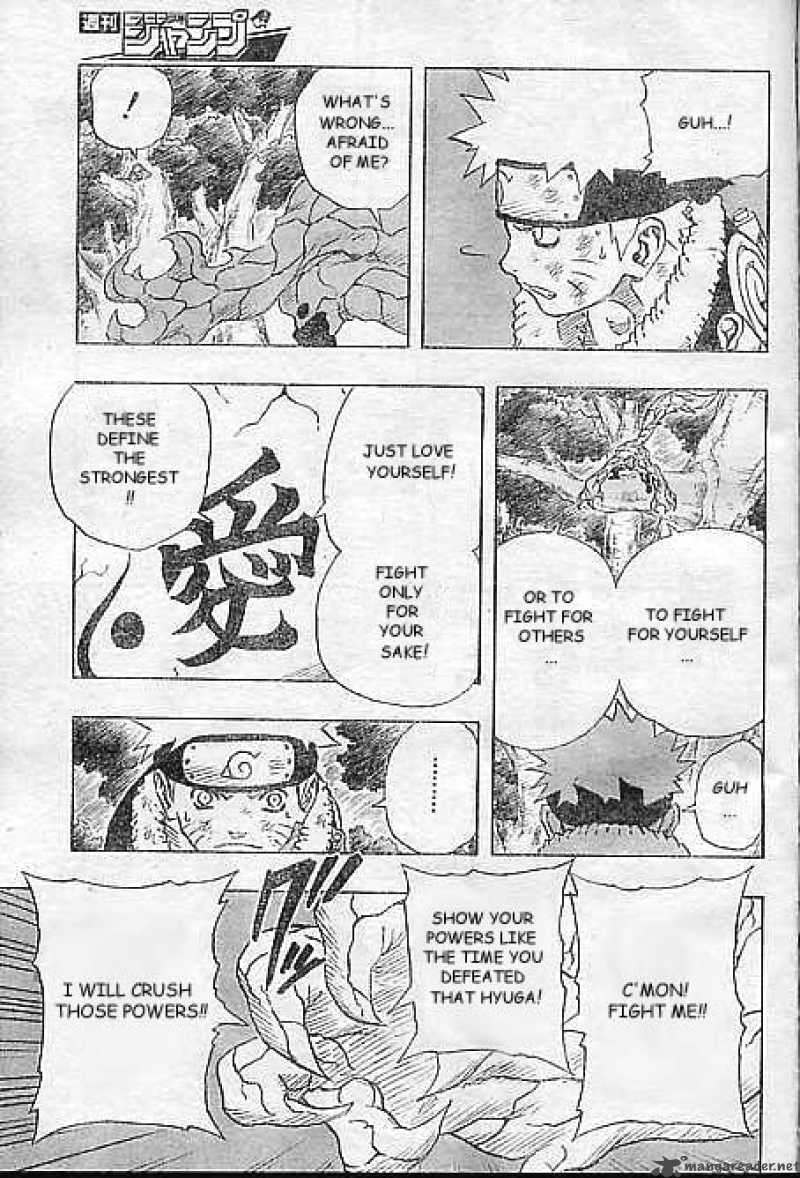 週刊
ジャンプ
GUH...!
WHAT'S
WRONG...
AFRAID
OF ME?
!
TO FIGHT
FOR YOURSELF
...
OR TO
FIGHT FOR
OTHERS
...
GUH
...
JUST LOVE
YOURSELF!
FIGHT
ONLY
FOR
YOUR
SAKE!
THESE
DEFINE
THE
STRONGEST
!!
愛
........
C'MON!
FIGHT ME!!
SHOW YOUR
POWERS LIKE
THE TIME YOU
DEFEATED
THAT HYUGA!
グッ
I WILL CRUSH
THOSE POWERS!!
mangareader.net